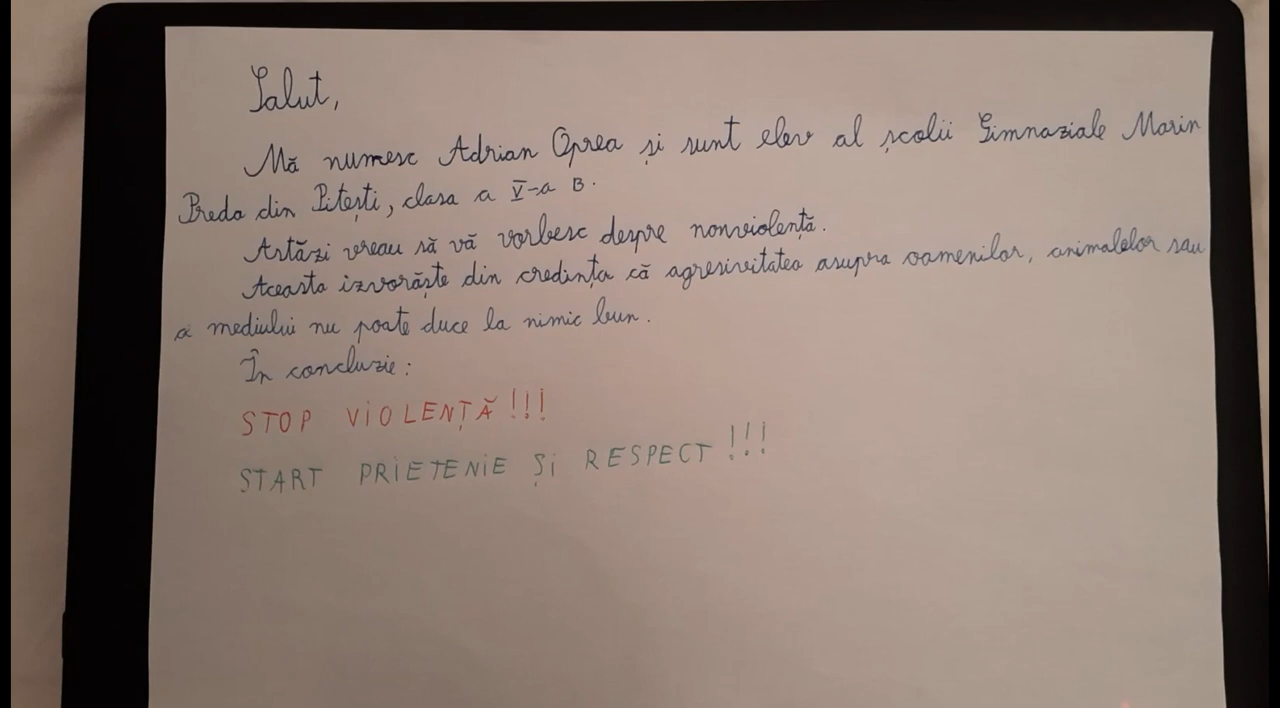 Salut,
Mă numesc Adrian Oprea și sunt elev al școlii Gimnaziale Marin
Preda din Pitești, clasa a V-a B.
Astăzi vreau să vă vorbesc despre nonviolență.
Aceasta izvorăște din credința că agresivitatea asupra oamenilor, animalelor sau
a mediului nu poate duce la nimic bun.
În concluzie:
STOP VIOLENȚĂ!!!
START PRIETENIE ȘI RESPECT!!!